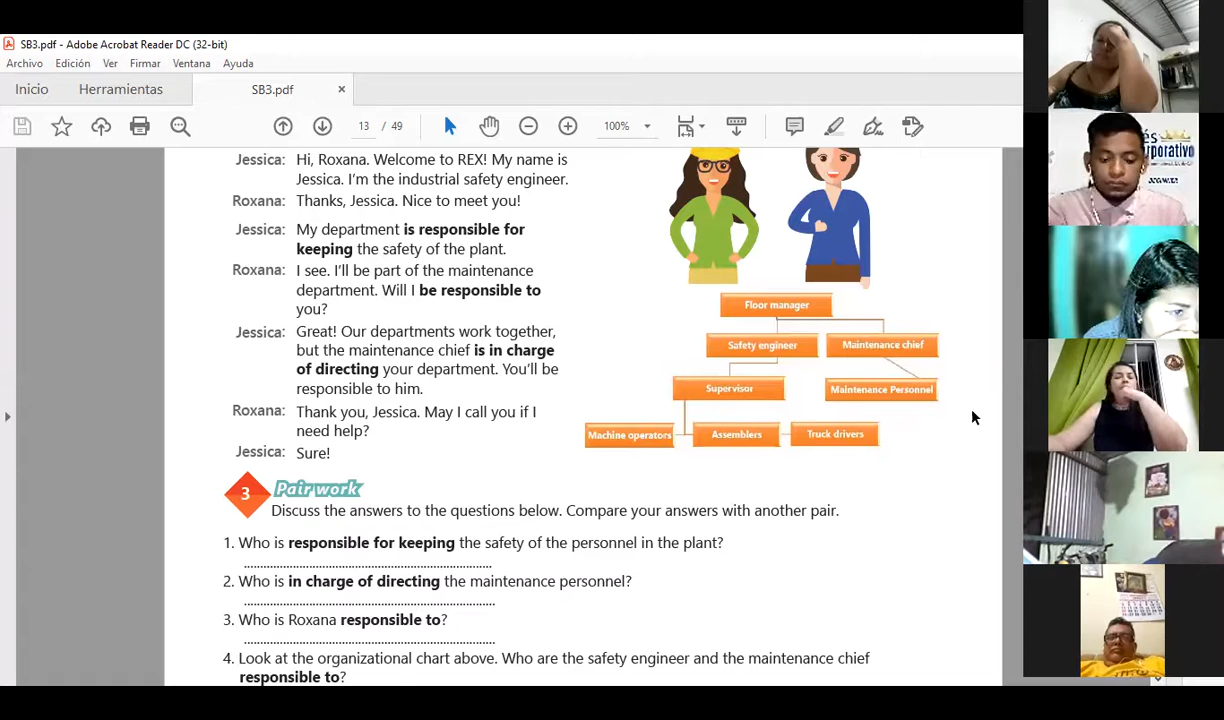 SB3.pdf - Adobe Acrobat Reader DC (32-bit)
Archivo Edición Ver Firmar Ventana Ayuda
Inicio Herramientas SB3.pdf ×
13 / 49 100%
Jessica: Hi, Roxana. Welcome to REX! My name is
Jessica. I'm the industrial safety engineer.
Roxana: Thanks, Jessica. Nice to meet you!
Jessica: My department is responsible for
keeping the safety of the plant.
Roxana: I see. I'll be part of the maintenance
department. Will I be responsible to
you?
Jessica: Great! Our departments work together,
but the maintenance chief is in charge
of directing your department. You'll be
responsible to him.
Roxana: Thank you, Jessica. May I call you if I
need help?
Jessica: Sure!
Floor manager
Safety engineer Maintenance chief
Supervisor Maintenance Personnel
Machine operators Assemblers Truck drivers
3 Pair work
Discuss the answers to the questions below. Compare your answers with another pair.
1. Who is responsible for keeping the safety of the personnel in the plant?
2. Who is in charge of directing the maintenance personnel?
3. Who is Roxana responsible to?
4. Look at the organizational chart above. Who are the safety engineer and the maintenance chief
responsible to?
és
rporativo